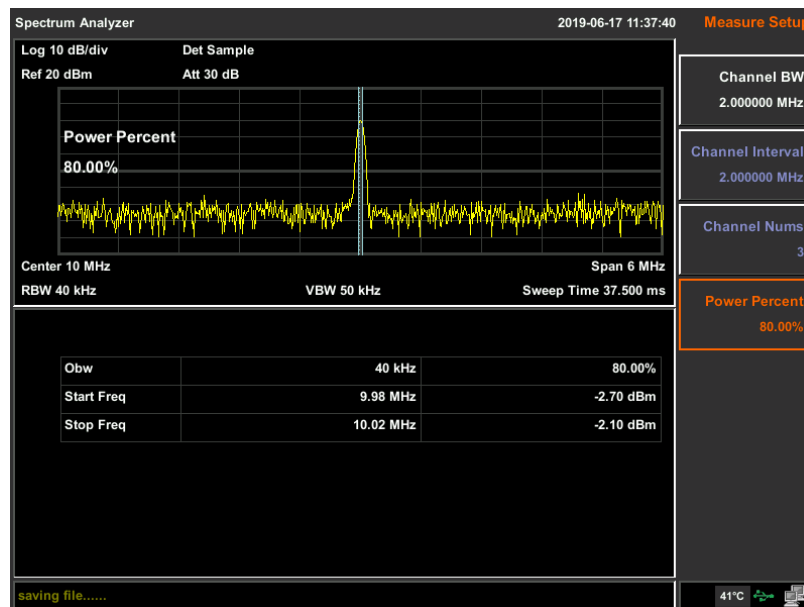 Spectrum Analyzer 2019-06-17 11:37:40 Measure Setup
Log 10 dB/div Det Sample
Ref 20 dBm Att 30 dB
Channel BW
2.000000 MHz
Power Percent
80.00%
Channel Interval
2.000000 MHz
Channel Nums
3
Center 10 MHz Span 6 MHz
RBW 40 kHz VBW 50 kHz Sweep Time 37.500 ms
Power Percent
80.00%
Obw 40 kHz 80.00%
Start Freq 9.98 MHz -2.70 dBm
Stop Freq 10.02 MHz -2.10 dBm
saving file...... 41°C